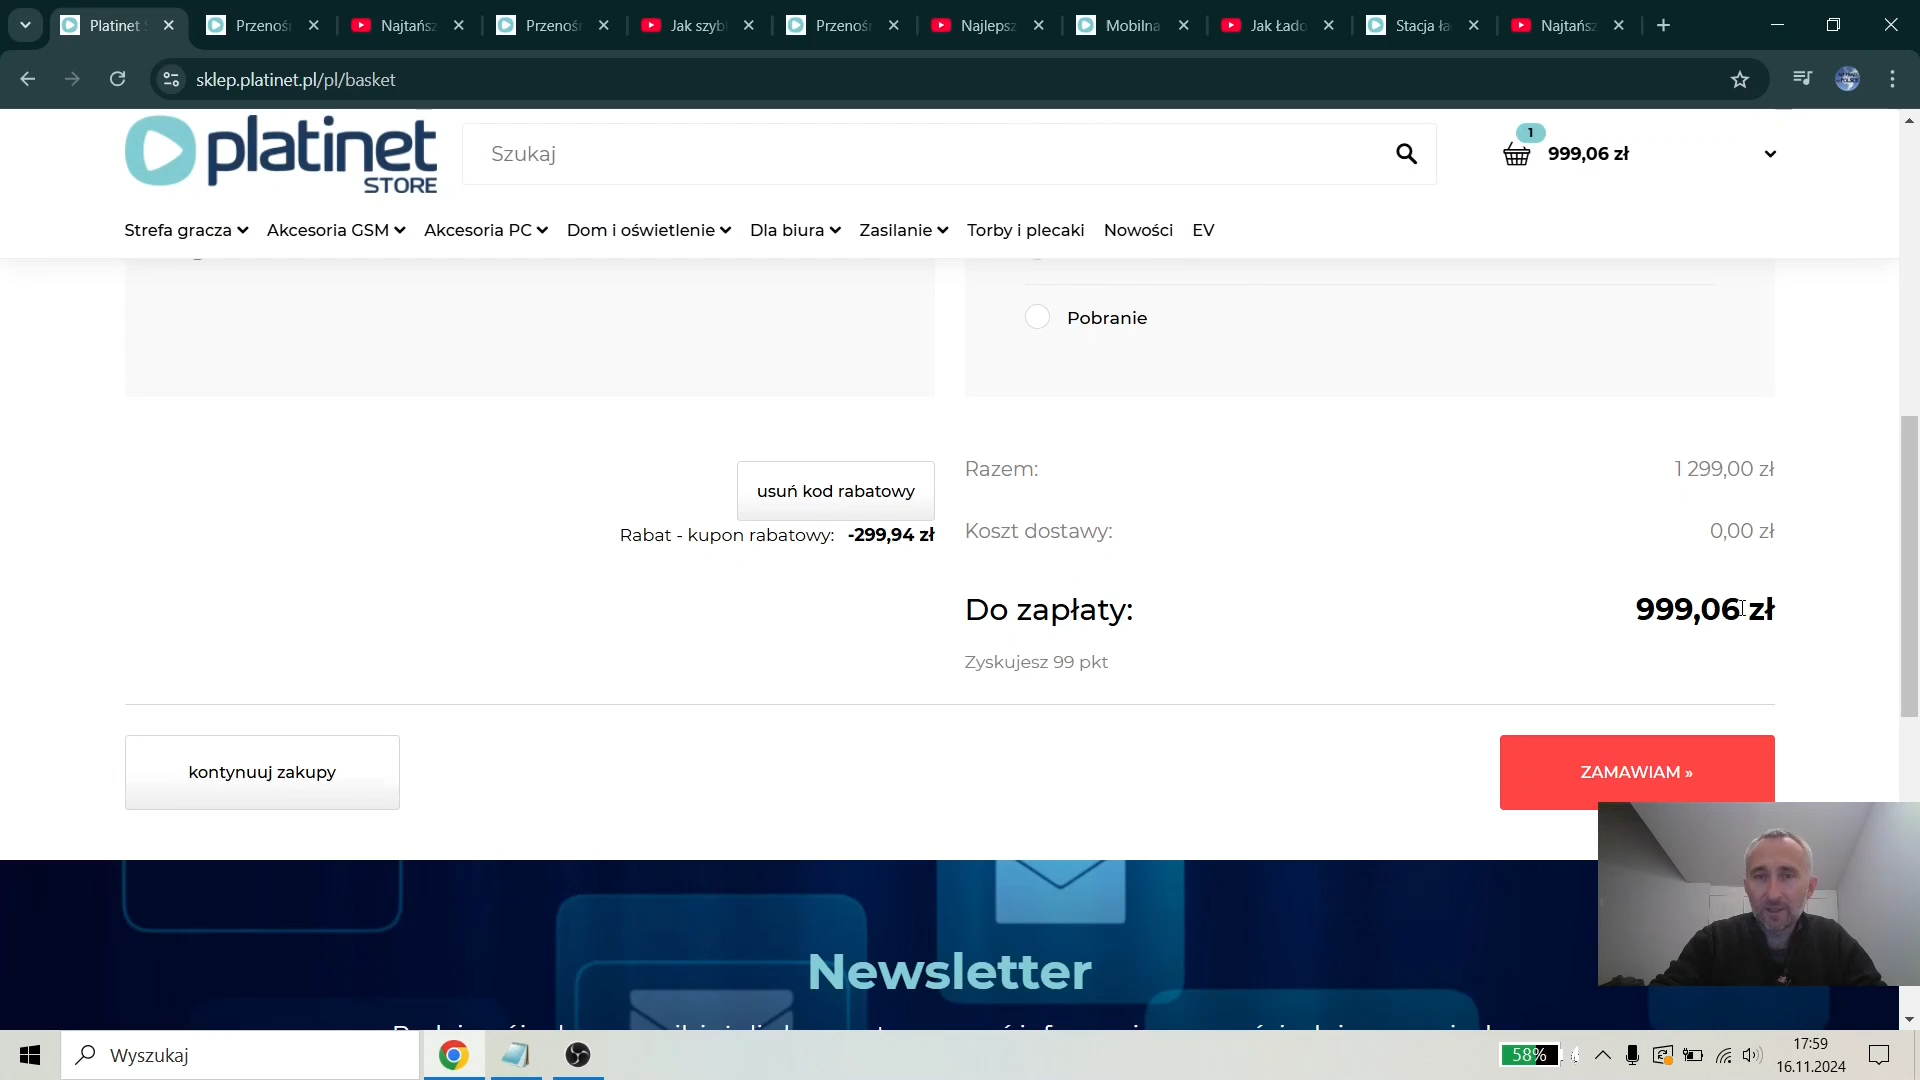 Platinet S
Przenośn
Najtańsz
Przenośn
Jak szyb
Przenośn
Najlepsz
Mobilna
Jak Łado
Stacja ła
Najtańsz
sklep.platinet.pl/pl/basket
platinet
STORE
Szukaj
1
999,06 zł
Strefa gracza
Akcesoria GSM
Akcesoria PC
Dom i oświetlenie
Dla biura
Zasilanie
Torby i plecaki
Nowości
EV
Pobranie
usuń kod rabatowy
Rabat - kupon rabatowy: -299,94 zł
Razem: 1 299,00 zł
Koszt dostawy: 0,00 zł
Do zapłaty: 999,06 zł
Zyskujesz 99 pkt
kontynuuj zakupy
ZAMAWIAM »
Newsletter
Wyszukaj
58%
17:59
16.11.2024